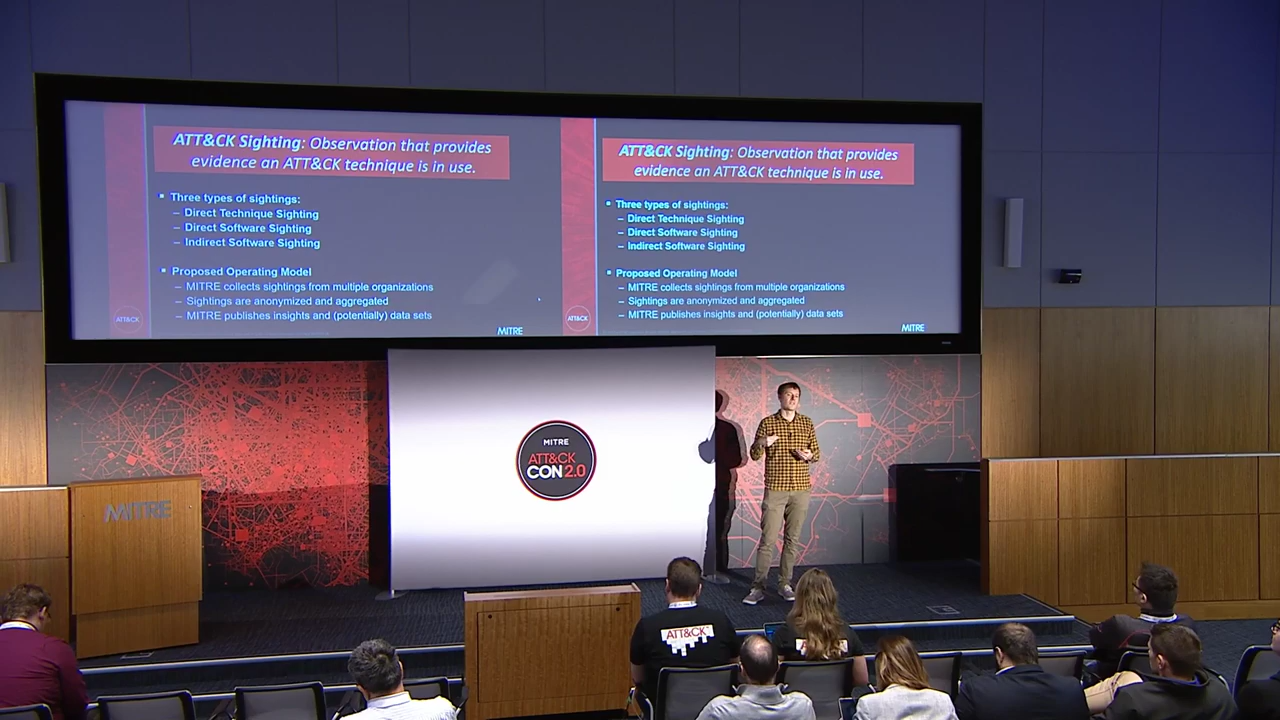 ATT&CK Sighting: Observation that provides
evidence an ATT&CK technique is in use.
▪ Three types of sightings:
– Direct Technique Sighting
– Direct Software Sighting
– Indirect Software Sighting
▪ Proposed Operating Model
– MITRE collects sightings from multiple organizations
– Sightings are anonymized and aggregated
– MITRE publishes insights and (potentially) data sets
ATT&CK
MITRE
ATT&CK Sighting: Observation that provides
evidence an ATT&CK technique is in use.
▪ Three types of sightings:
– Direct Technique Sighting
– Direct Software Sighting
– Indirect Software Sighting
▪ Proposed Operating Model
– MITRE collects sightings from multiple organizations
– Sightings are anonymized and aggregated
– MITRE publishes insights and (potentially) data sets
ATT&CK
MITRE
MITRE
ATT&CK
CON 2.0
MITRE
ATT&CK